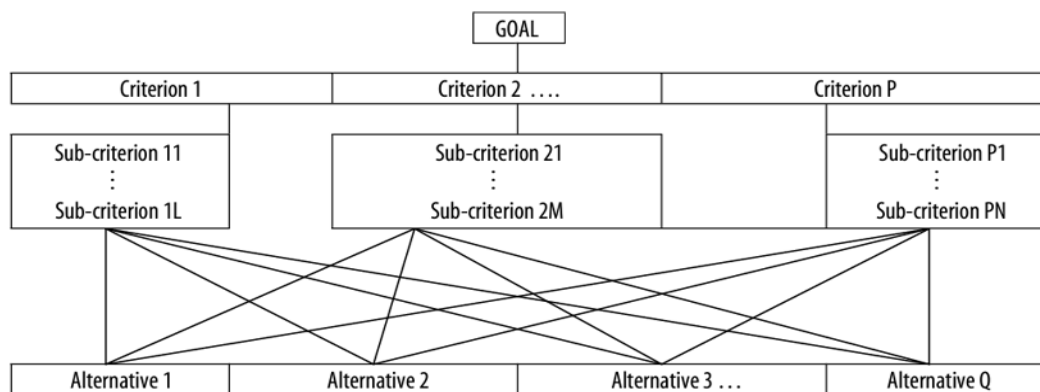 GOAL
Criterion 1
Criterion 2 ....
Criterion P
Sub-criterion 11
⋮
Sub-criterion 1L
Sub-criterion 21
⋮
Sub-criterion 2M
Sub-criterion P1
⋮
Sub-criterion PN
Alternative 1
Alternative 2
Alternative 3 ...
Alternative Q